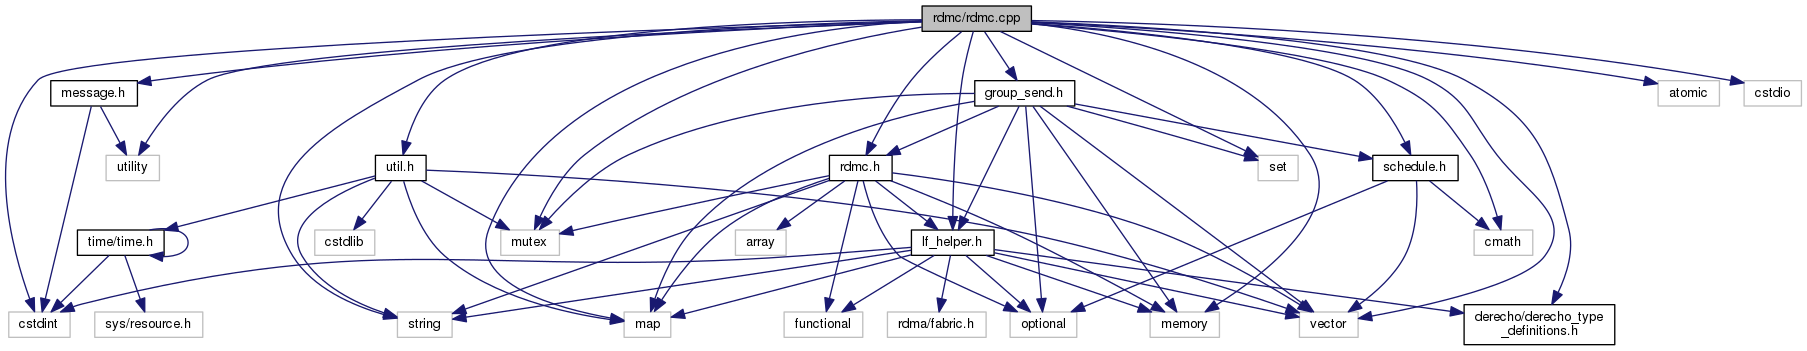 rdmc/rdmc.cpp
message.h
group_send.h
atomic
cstdio
utility
util.h
rdmc.h
set
schedule.h
time/time.h
cstdlib
mutex
array
lf_helper.h
cmath
cstdint
sys/resource.h
string
map
functional
rdma/fabric.h
optional
memory
vector
derecho/derecho_type
_definitions.h